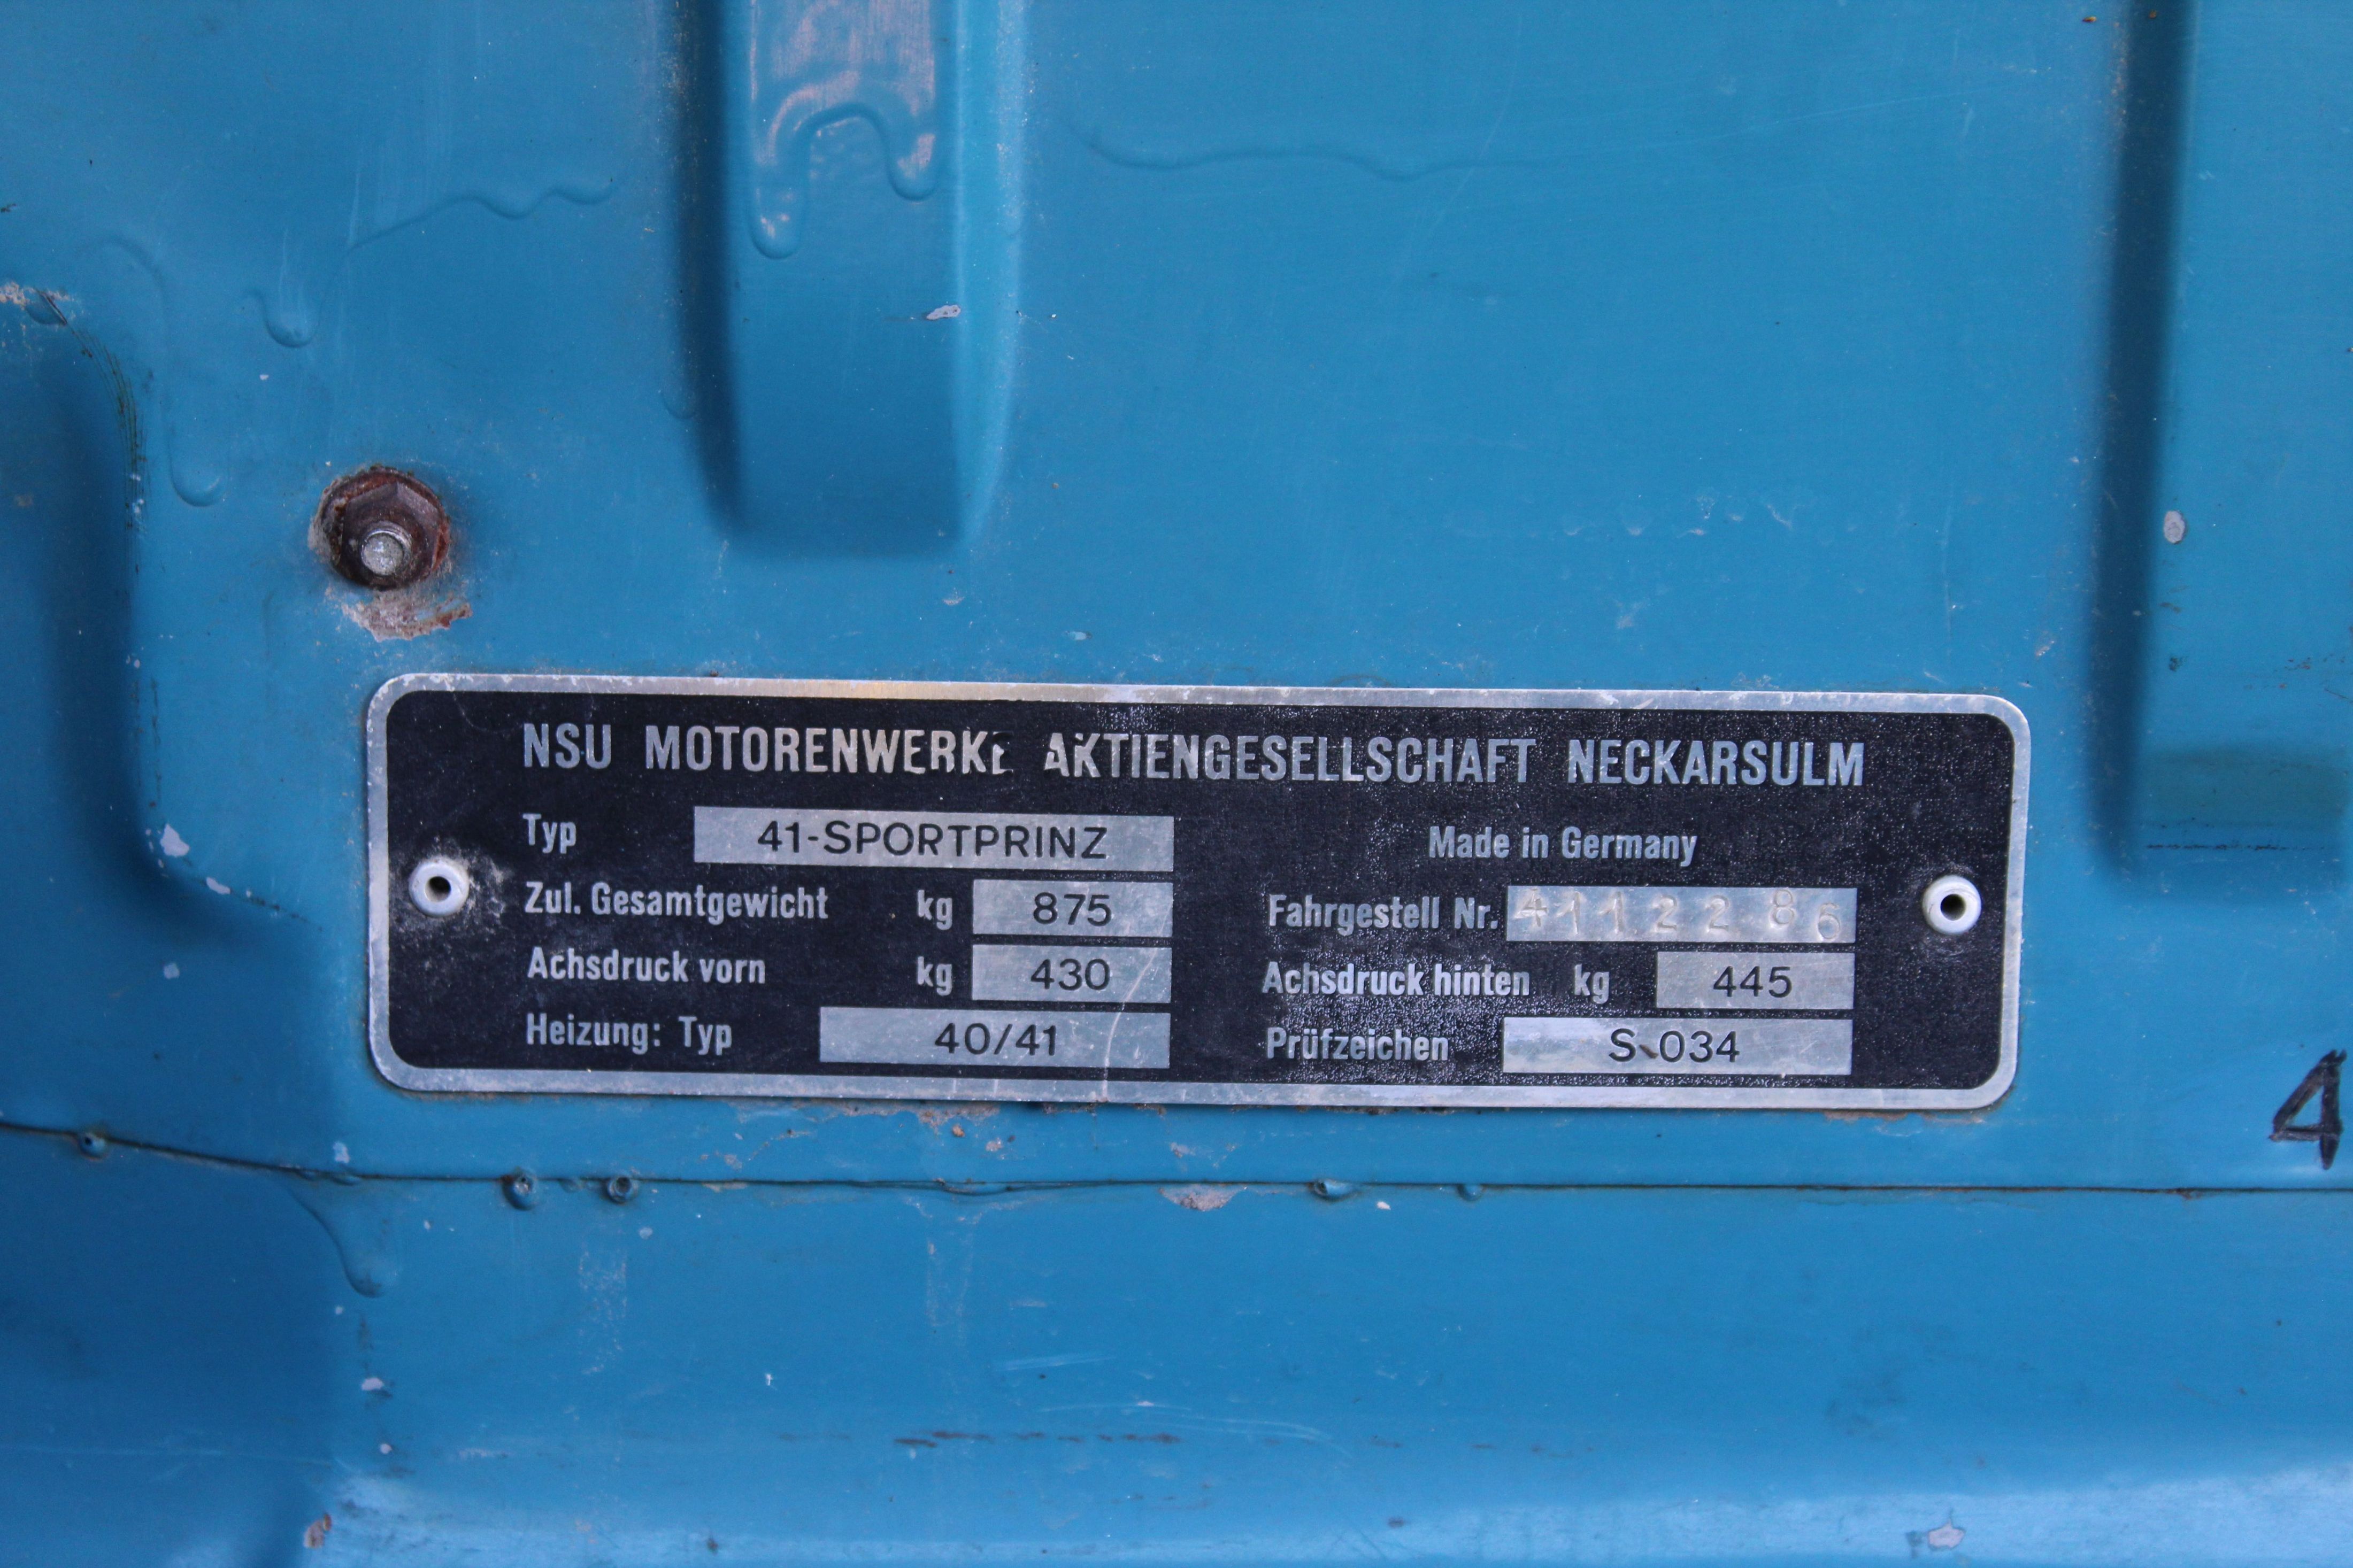 NSU MOTORENWERKE AKTIENGESELLSCHAFT NECKARSULM
Typ 41-SPORTPRINZ Made in Germany
Zul. Gesamtgewicht kg 875 Fahrgestell Nr. 4112286
Achsdruck vorn kg 430 Achsdruck hinten kg 445
Heizung: Typ 40/41 Prüfzeichen S 034
4